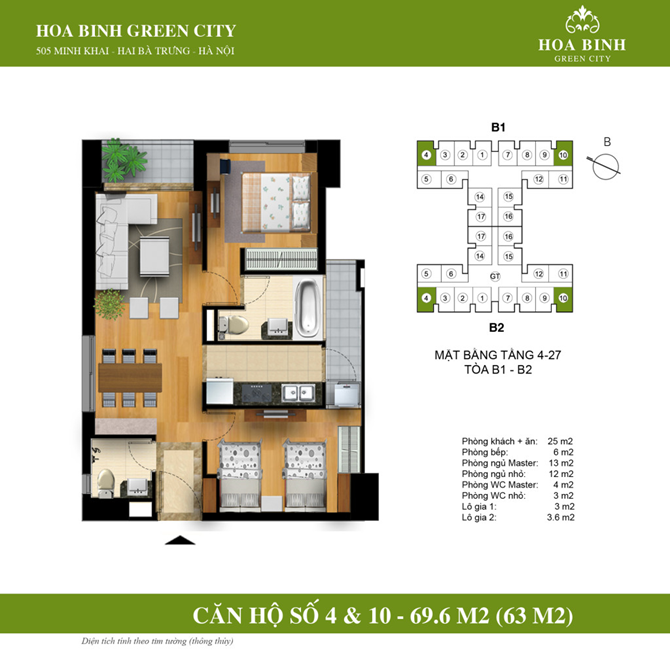 HOA BINH GREEN CITY
505 MINH KHAI - HAI BÀ TRƯNG - HÀ NỘI
HOA BINH
GREEN CITY
B1
B
4 3 2 1 7 8 9 10
5 6 12 11
14 15
17 16
17 16
14 15
5 6 GT 12 11
4 3 2 1 7 8 9 10
B2
MẶT BẰNG TẦNG 4-27
TÒA B1 - B2
Phòng khách + ăn: 25 m2
Phòng bếp: 6 m2
Phòng ngủ Master: 13 m2
Phòng ngủ nhỏ: 12 m2
Phòng WC Master: 4 m2
Phòng WC nhỏ: 3 m2
Lô gia 1: 3 m2
Lô gia 2: 3.6 m2
CĂN HỘ SỐ 4 & 10 - 69.6 M2 (63 M2)
Diện tích tính theo tim tường (thông thủy)